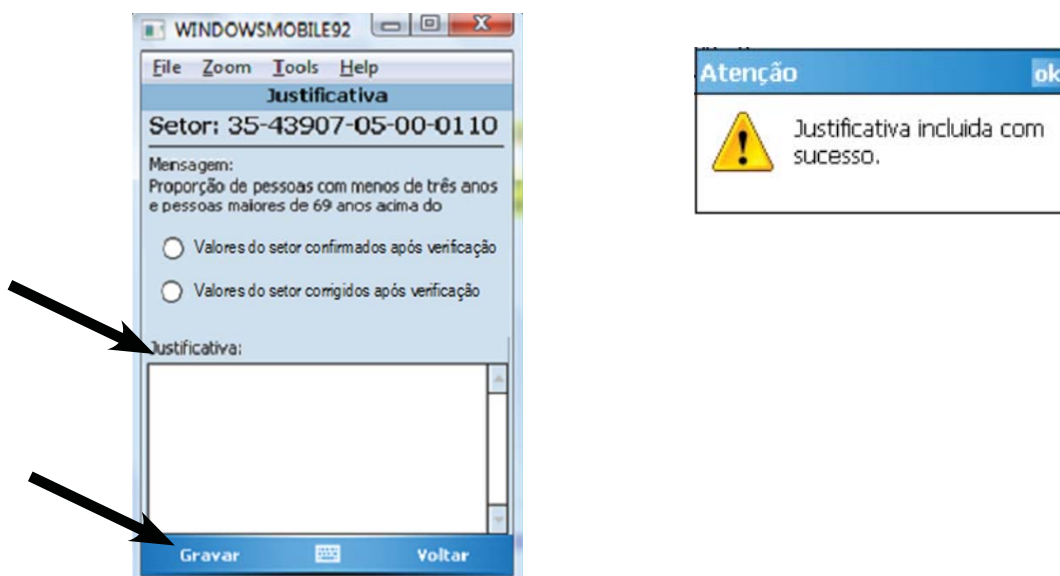 WINDOWSMOBILE92
File Zoom Tools Help
Justificativa
Setor: 35-43907-05-00-0110
Mensagem:
Proporção de pessoas com menos de três anos
e pessoas maiores de 69 anos acima do
Valores do setor confirmados após verificação
Valores do setor corrigidos após verificação
Justificativa:
Gravar Voltar
Atenção ok
Justificativa incluida com
sucesso.